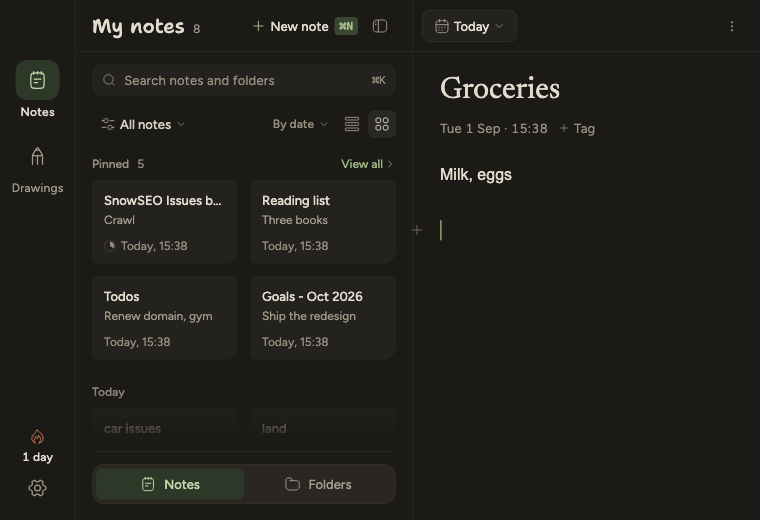 My notes 8
+ New note ⌘N
Today
Notes
Drawings
Search notes and folders ⌘K
All notes
By date
Pinned 5
View all
SnowSEO Issues b...
Crawl
Today, 15:38
Reading list
Three books
Today, 15:38
Todos
Renew domain, gym
Today, 15:38
Goals - Oct 2026
Ship the redesign
Today, 15:38
Today
car issues
land
1 day
Notes
Folders
Groceries
Tue 1 Sep · 15:38 + Tag
Milk, eggs